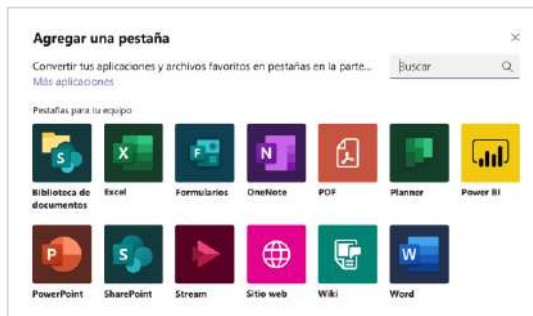 Agregar una pestaña
Convertir tus aplicaciones y archivos favoritos en pestañas en la parte...
Buscar
Más aplicaciones
Pestañas para tu equipo
S
X
F
N
Biblioteca de documentos
Excel
Formularios
OneNote
PDF
Planner
Power BI
P
S
W
PowerPoint
SharePoint
Stream
Sitio web
Wiki
Word